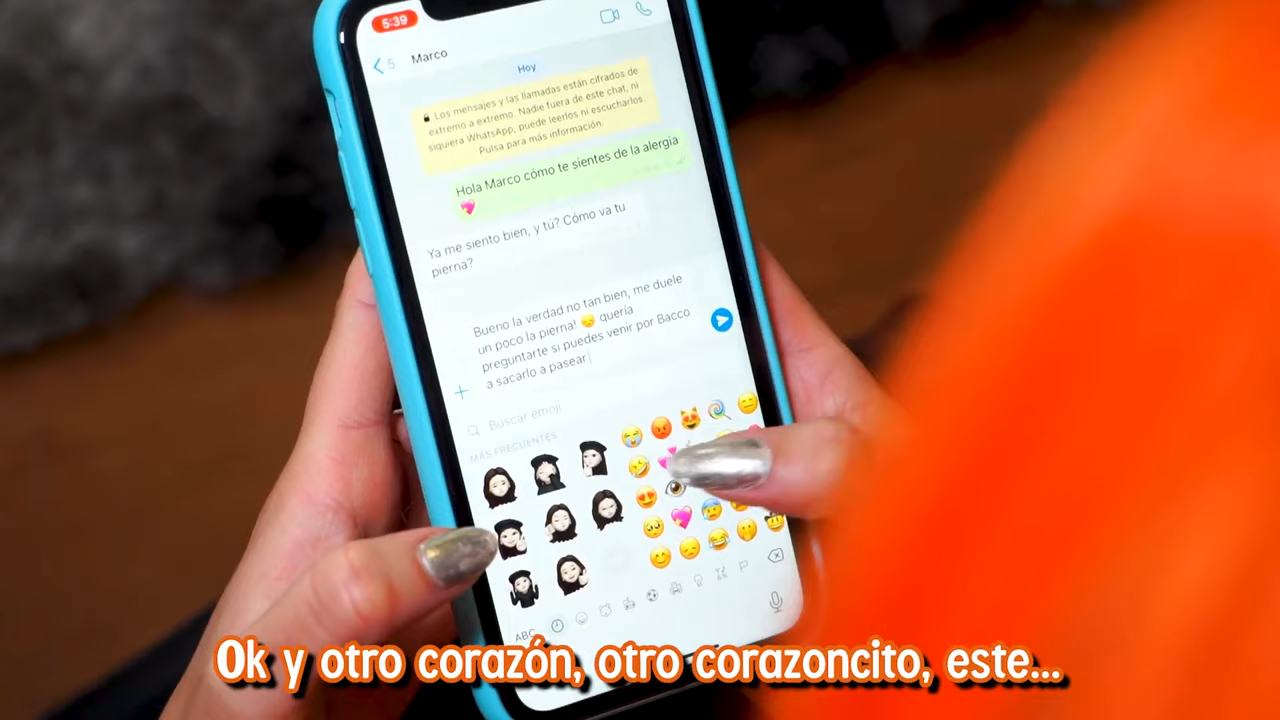 5:39
5 Marco
Hoy
Los mensajes y las llamadas están cifrados de
extremo a extremo. Nadie fuera de este chat, ni
siquiera WhatsApp, puede leerlos ni escucharlos.
Pulsa para más información.
Hola Marco cómo te sientes de la alergia
💖
Ya me siento bien, y tú? Cómo va tu
pierna?
Bueno la verdad no tan bien, me duele
un poco la pierna! 😞 quería
preguntarte si puedes venir por Bacco
a sacarlo a pasear
Buscar emoji
MÁS FRECUENTES
ABC
Ok y otro corazón, otro corazoncito, este...